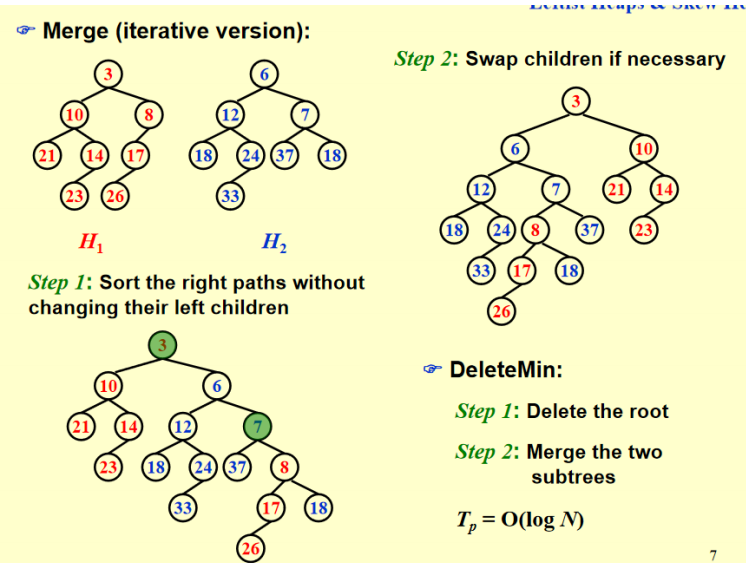 Leftist Heaps & Skew He
☞ Merge (iterative version):
3
10 8
21 14 17
23 26
H1
6
12 7
18 24 37 18
33
H2
Step 1: Sort the right paths without
changing their left children
3
10 6
21 14 12 7
23 18 24 37 8
33 17 18
26
Step 2: Swap children if necessary
3
6 10
12 7 21 14
18 24 8 37 23
33 17 18
26
☞ DeleteMin:
Step 1: Delete the root
Step 2: Merge the two
subtrees
Tp = O(log N)
7